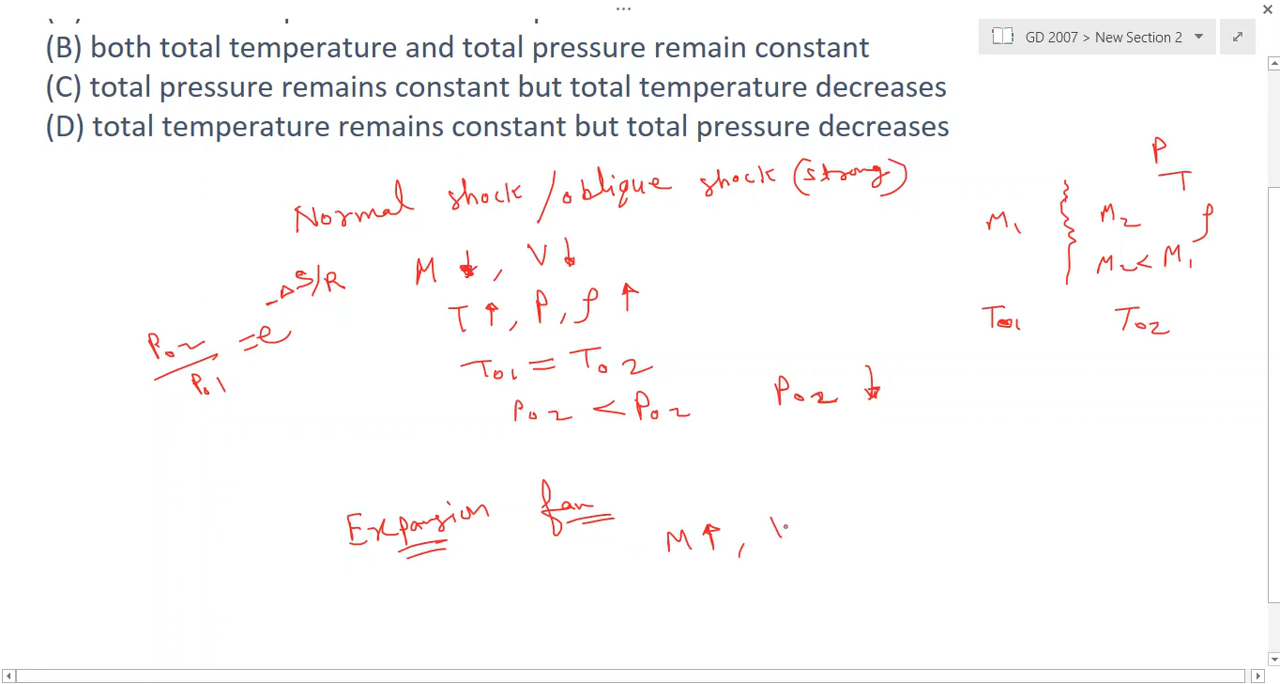 GD 2007 > New Section 2
(B) both total temperature and total pressure remain constant
(C) total pressure remains constant but total temperature decreases
(D) total temperature remains constant but total pressure decreases
Normal shock / oblique shock (strong)
M ↓, V ↓
T ↑, P, ρ ↑
T01 = T02
P02 < P02
P02 ↓
P02/P01 = e^-ΔS/R
P
T
ρ
M1
M2
M2 < M1
T01 T02
Expansion fan
M↑,